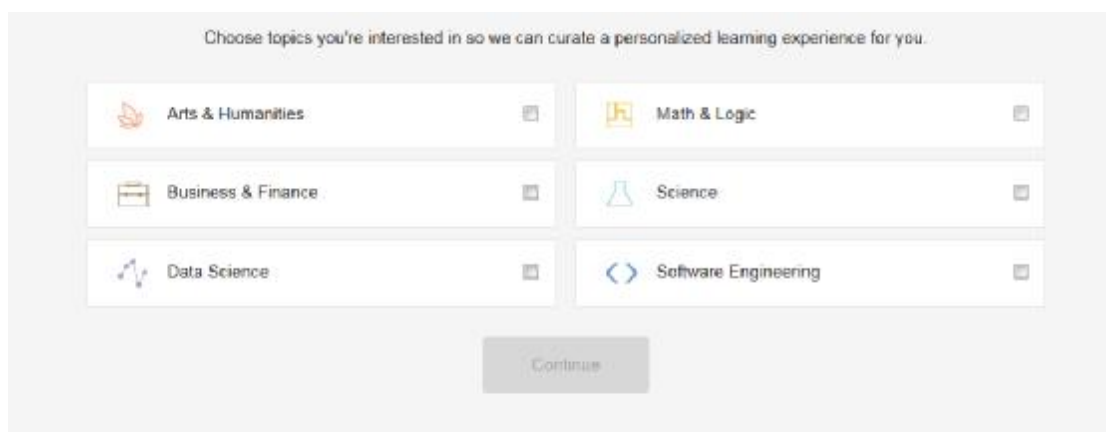 Choose topics you're interested in so we can curate a personalized learning experience for you.
Arts & Humanities
Math & Logic
Business & Finance
Science
Data Science
Software Engineering
Continue